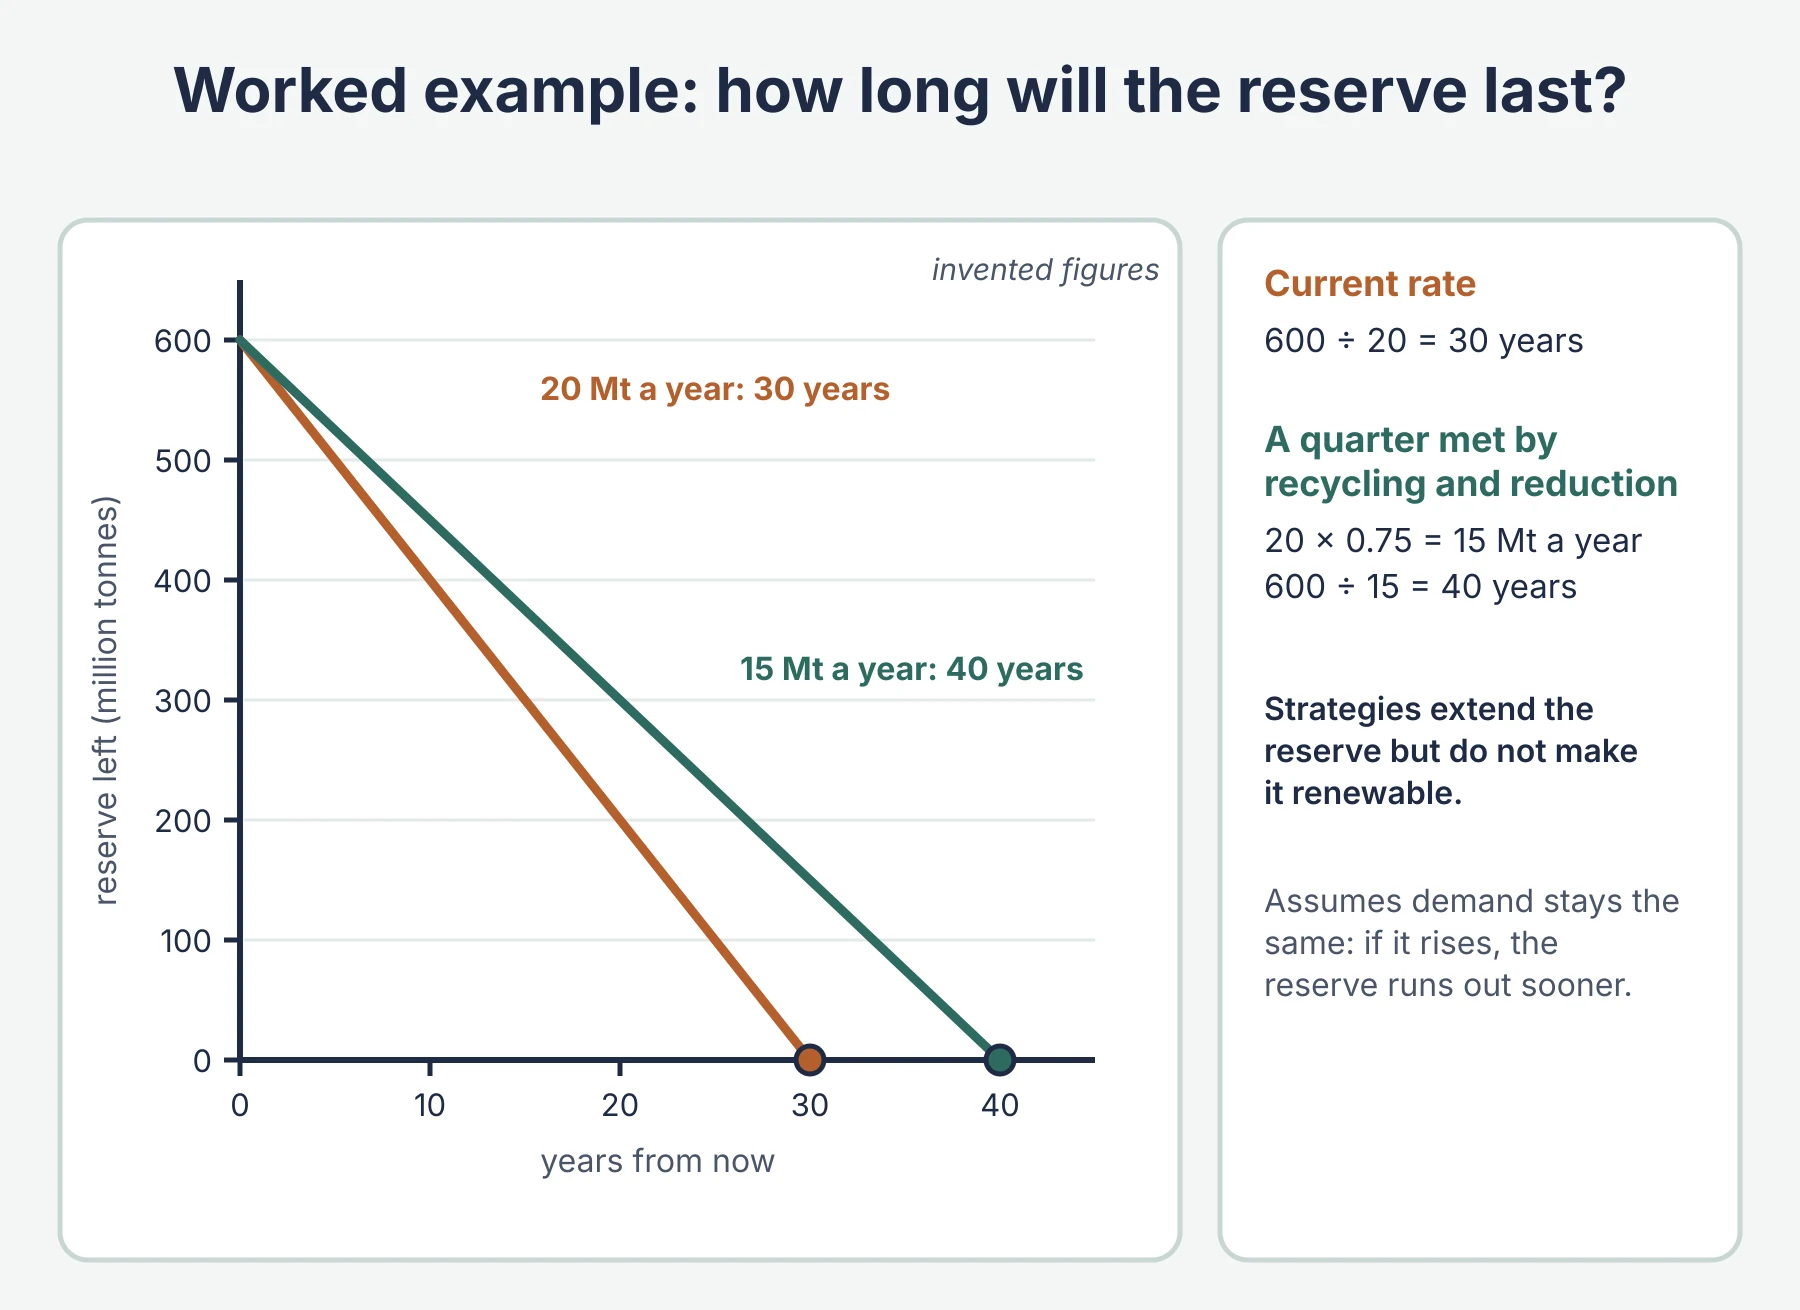 Worked example: how long will the reserve last?
invented figures
600
500
400
300
200
100
0
reserve left (million tonnes)
20 Mt a year: 30 years
15 Mt a year: 40 years
0
10
20
30
40
years from now
Current rate
600 ÷ 20 = 30 years
A quarter met by
recycling and reduction
20 × 0.75 = 15 Mt a year
600 ÷ 15 = 40 years
Strategies extend the
reserve but do not make
it renewable.
Assumes demand stays the
same: if it rises, the
reserve runs out sooner.